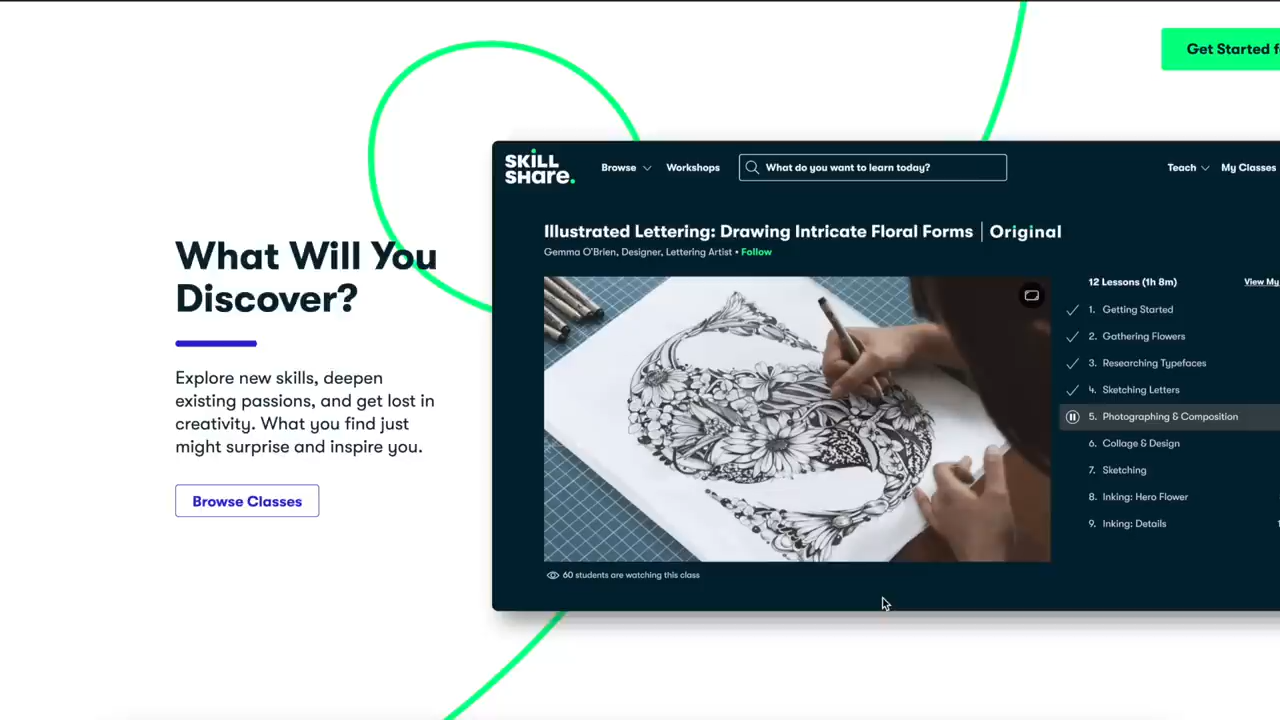 Get Started
SKILL
SHARE.
Browse
Workshops
What do you want to learn today?
Teach
My Classes
What Will You
Discover?
Explore new skills, deepen
existing passions, and get lost in
creativity. What you find just
might surprise and inspire you.
Browse Classes
Illustrated Lettering: Drawing Intricate Floral Forms | Original
Gemma O'Brien, Designer, Lettering Artist • Follow
12 Lessons (1h 8m)
View My
1. Getting Started
2. Gathering Flowers
3. Researching Typefaces
4. Sketching Letters
5. Photographing & Composition
6. Collage & Design
7. Sketching
8. Inking: Hero Flower
9. Inking: Details
60 students are watching this class